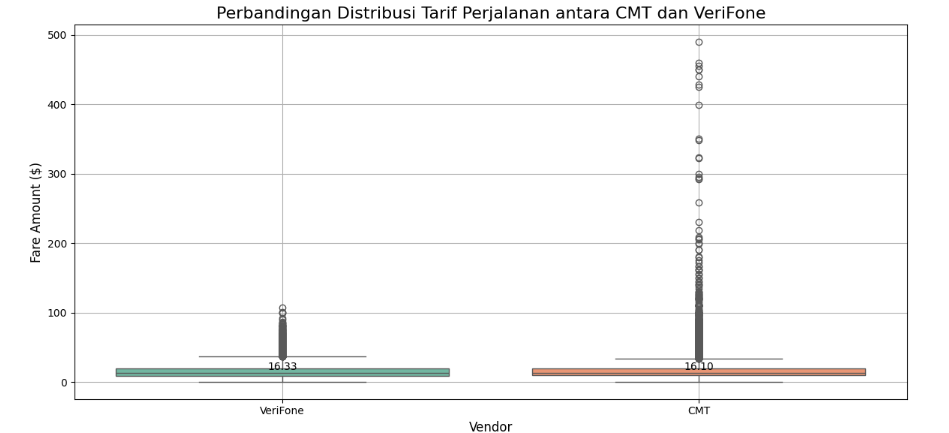 Perbandingan Distribusi Tarif Perjalanan antara CMT dan VeriFone
Fare Amount ($)
500
400
300
200
100
0
16.33
16.10
VeriFone
CMT
Vendor